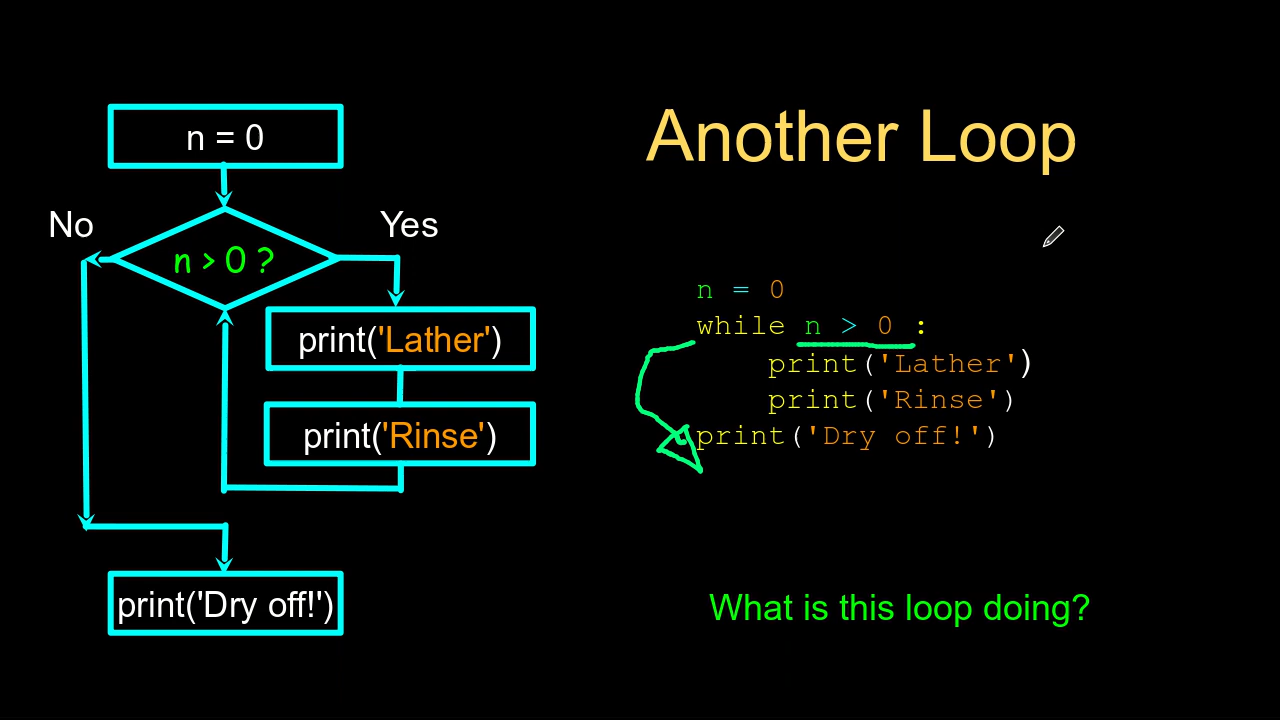 Another Loop
n = 0
No
Yes
n > 0 ?
print('Lather')
print('Rinse')
print('Dry off!')
n = 0
while n > 0 :
    print('Lather')
    print('Rinse')
print('Dry off!')
What is this loop doing?